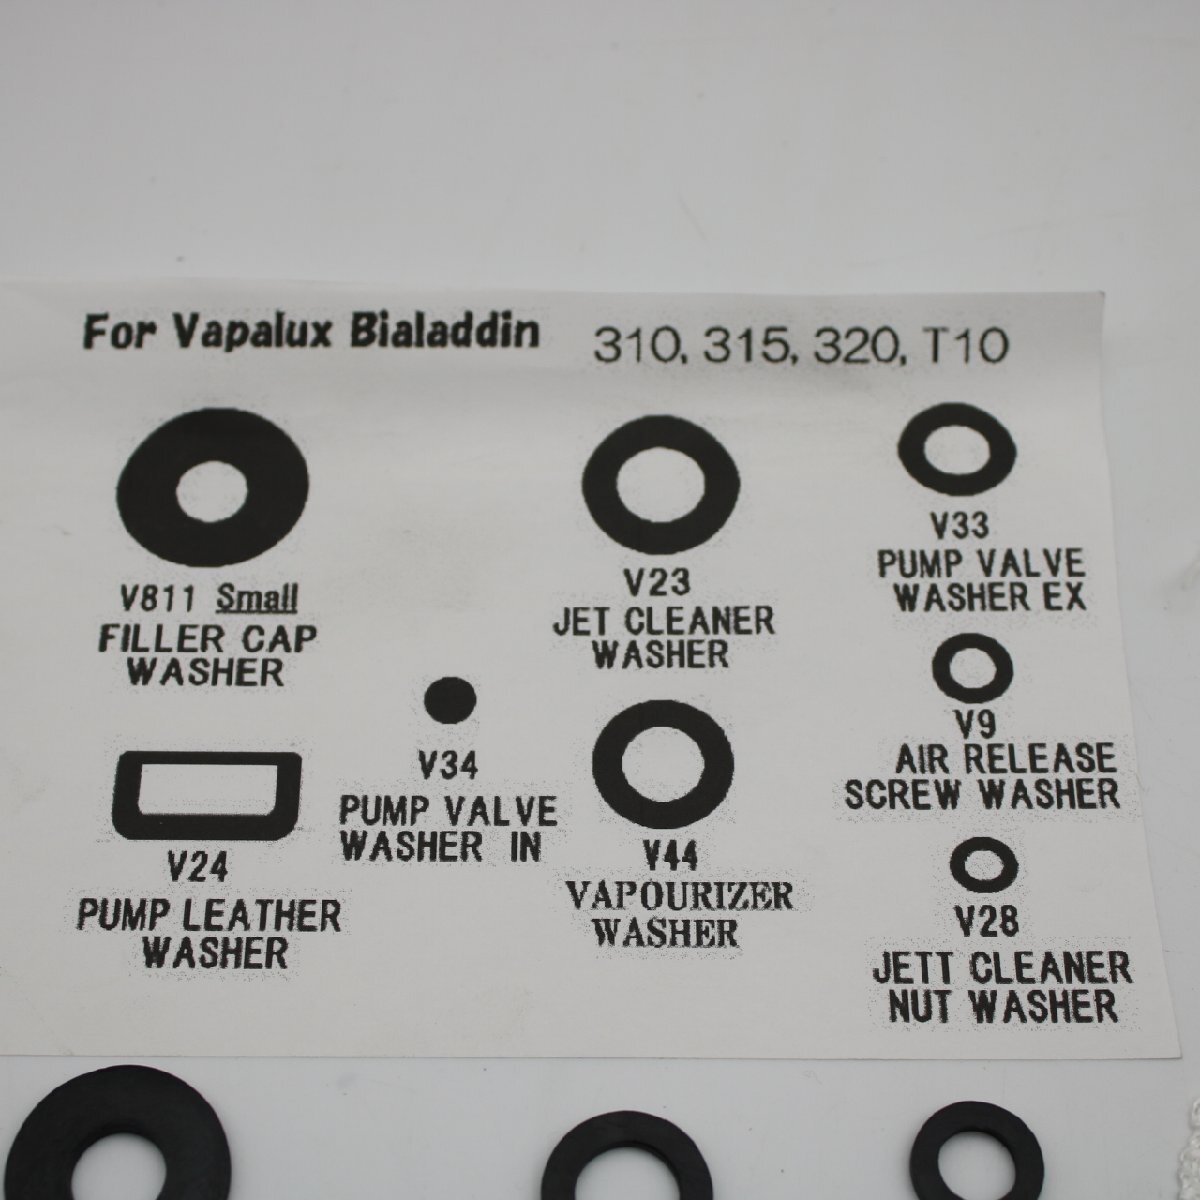 For Vapalux Bialaddin 310, 315, 320, T10
V811 Small
FILLER CAP
WASHER
V23
JET CLEANER
WASHER
V33
PUMP VALVE
WASHER EX
V34
PUMP VALVE
WASHER IN
V9
AIR RELEASE
SCREW WASHER
V24
PUMP LEATHER
WASHER
V44
VAPOURIZER
WASHER
V28
JETT CLEANER
NUT WASHER